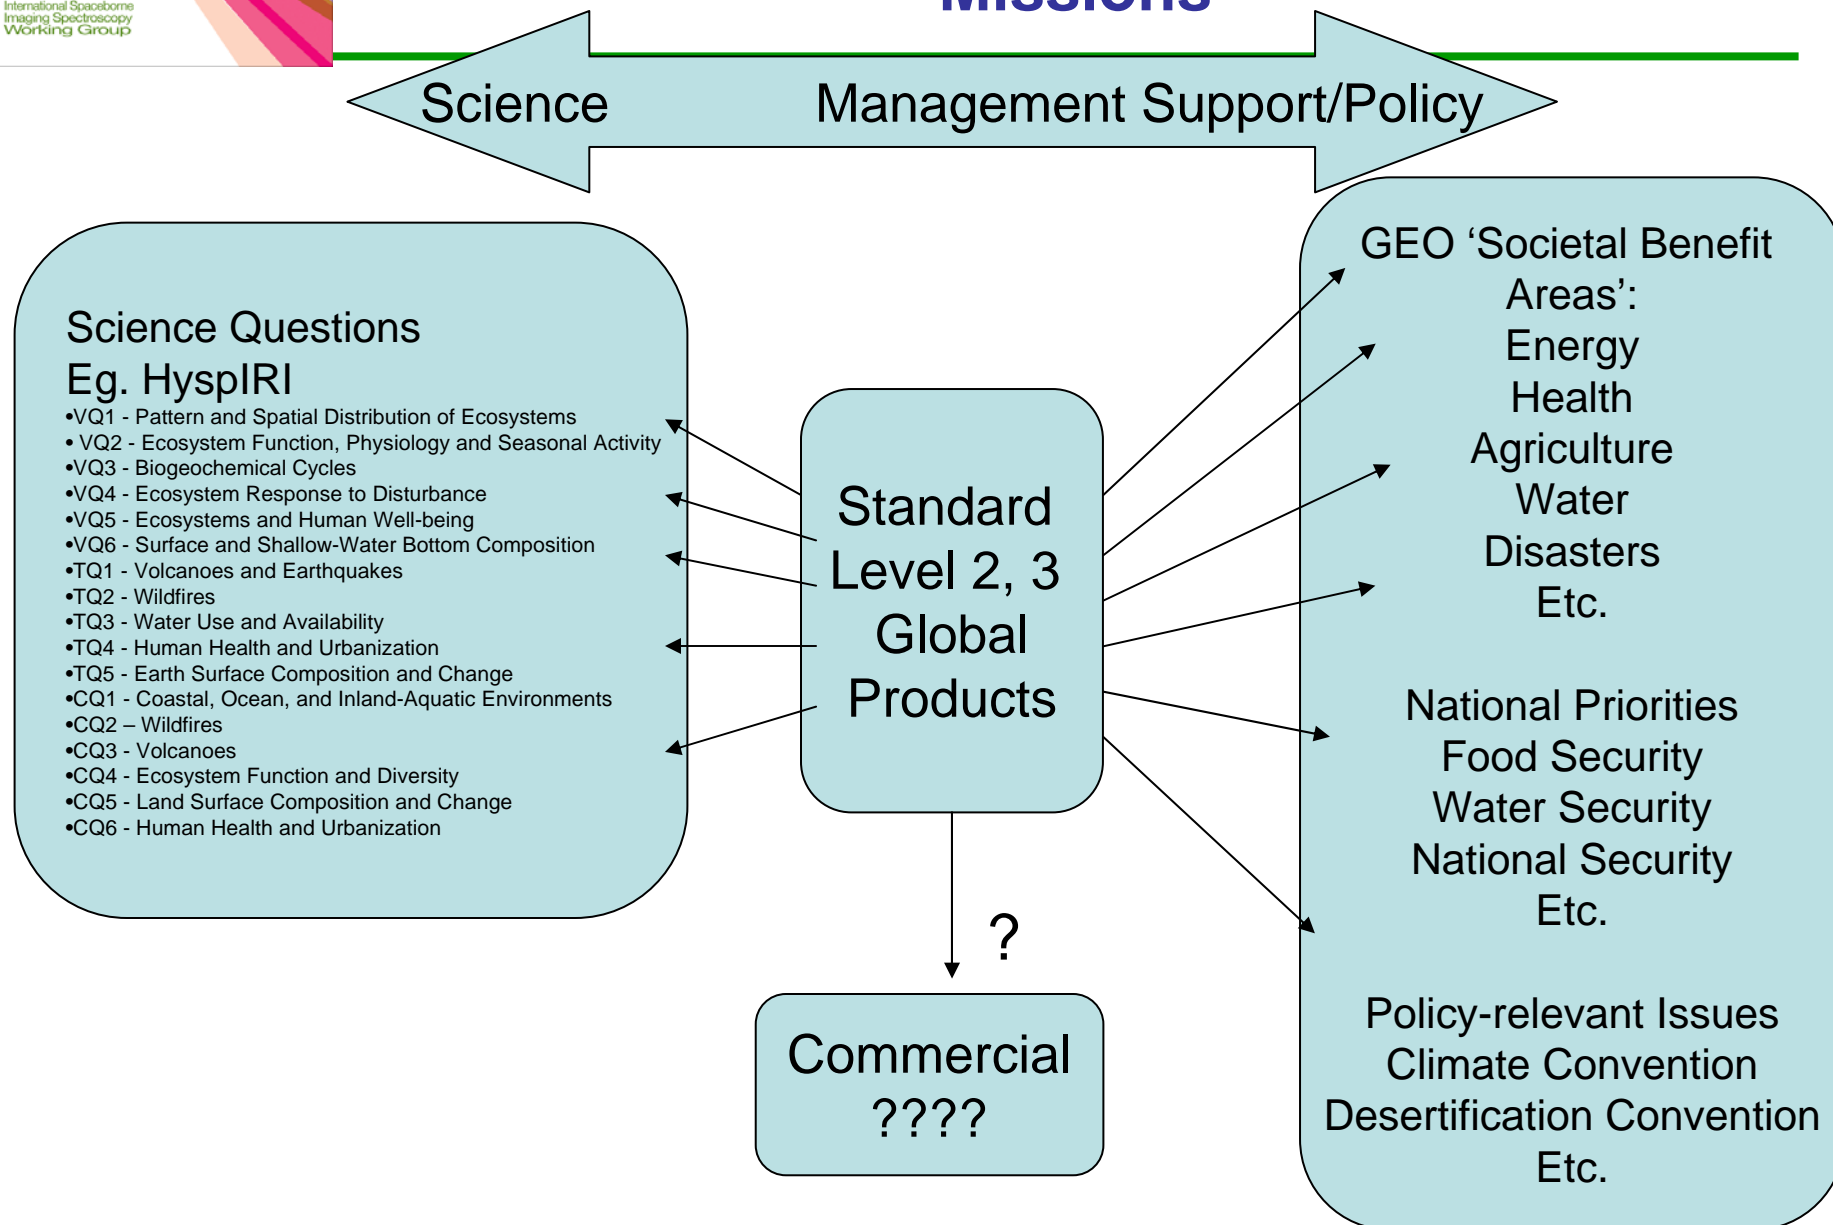 International Spaceborne
Imaging Spectroscopy
Working Group
Missions
Science
Management Support/Policy
Science Questions
Eg. HyspIRI
•VQ1 - Pattern and Spatial Distribution of Ecosystems
• VQ2 - Ecosystem Function, Physiology and Seasonal Activity
•VQ3 - Biogeochemical Cycles
•VQ4 - Ecosystem Response to Disturbance
•VQ5 - Ecosystems and Human Well-being
•VQ6 - Surface and Shallow-Water Bottom Composition
•TQ1 - Volcanoes and Earthquakes
•TQ2 - Wildfires
•TQ3 - Water Use and Availability
•TQ4 - Human Health and Urbanization
•TQ5 - Earth Surface Composition and Change
•CQ1 - Coastal, Ocean, and Inland-Aquatic Environments
•CQ2 – Wildfires
•CQ3 - Volcanoes
•CQ4 - Ecosystem Function and Diversity
•CQ5 - Land Surface Composition and Change
•CQ6 - Human Health and Urbanization
Standard
Level 2, 3
Global
Products
?
Commercial
????
GEO ‘Societal Benefit
Areas’:
Energy
Health
Agriculture
Water
Disasters
Etc.
National Priorities
Food Security
Water Security
National Security
Etc.
Policy-relevant Issues
Climate Convention
Desertification Convention
Etc.